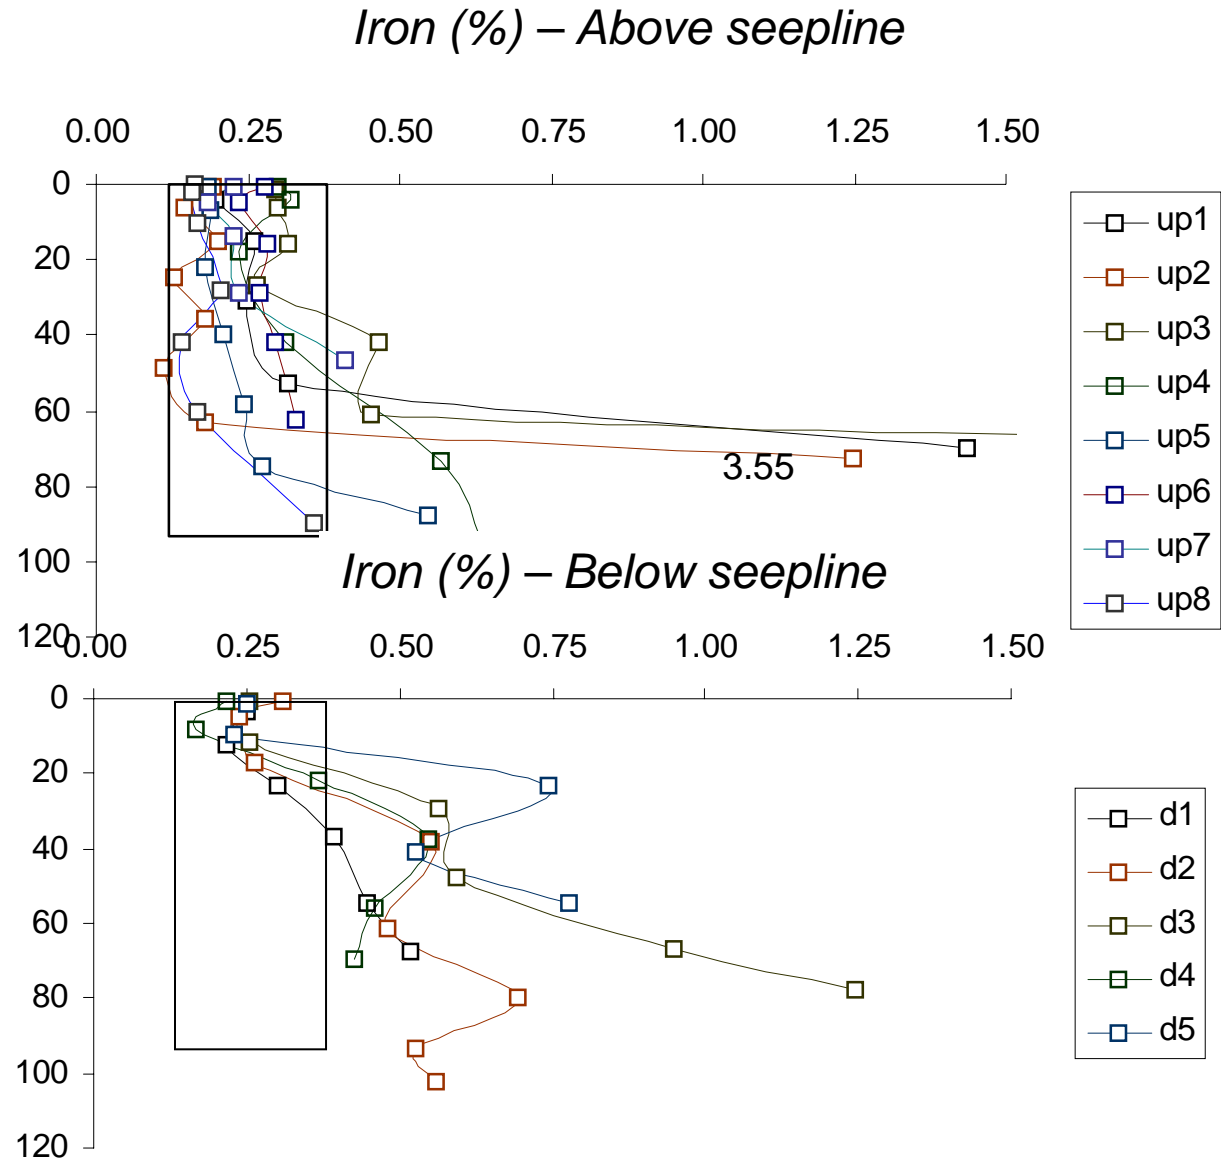 Iron (%) – Above seepline
0.00 0.25 0.50 0.75 1.00 1.25 1.50
0
20
40
60
80
100
120
3.55
up1
up2
up3
up4
up5
up6
up7
up8
Iron (%) – Below seepline
0.00 0.25 0.50 0.75 1.00 1.25 1.50
0
20
40
60
80
100
120
d1
d2
d3
d4
d5